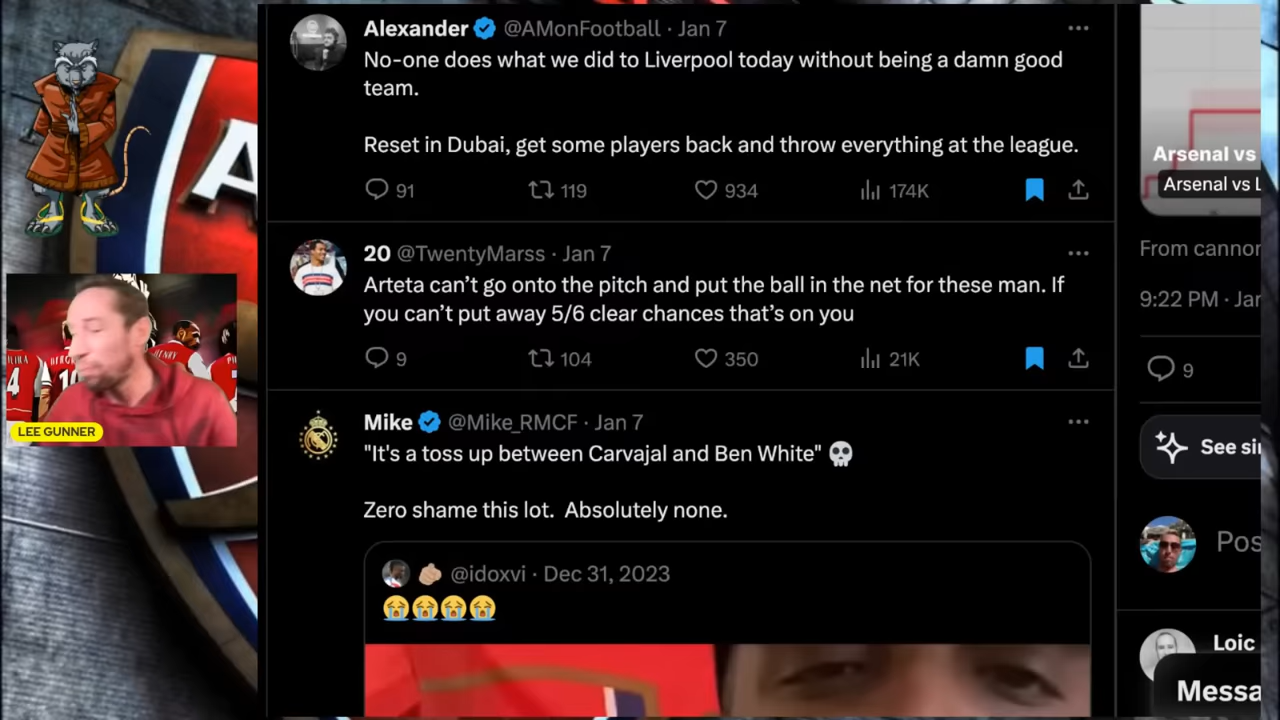 Alexander @AMonFootball · Jan 7
No-one does what we did to Liverpool today without being a damn good
team.
Reset in Dubai, get some players back and throw everything at the league.
91 119 934 174K
20 @TwentyMarss · Jan 7
Arteta can’t go onto the pitch and put the ball in the net for these man. If
you can’t put away 5/6 clear chances that’s on you
9 104 350 21K
Mike @Mike_RMCF · Jan 7
"It's a toss up between Carvajal and Ben White" 💀
Zero shame this lot.  Absolutely none.
@idoxvi · Dec 31, 2023
😭😭😭😭
Arsenal vs
Arsenal vs L
From cannon
9:22 PM · Jan
9
See si
Pos
Loic
Messa
A
4
10
HENRY
LEE GUNNER